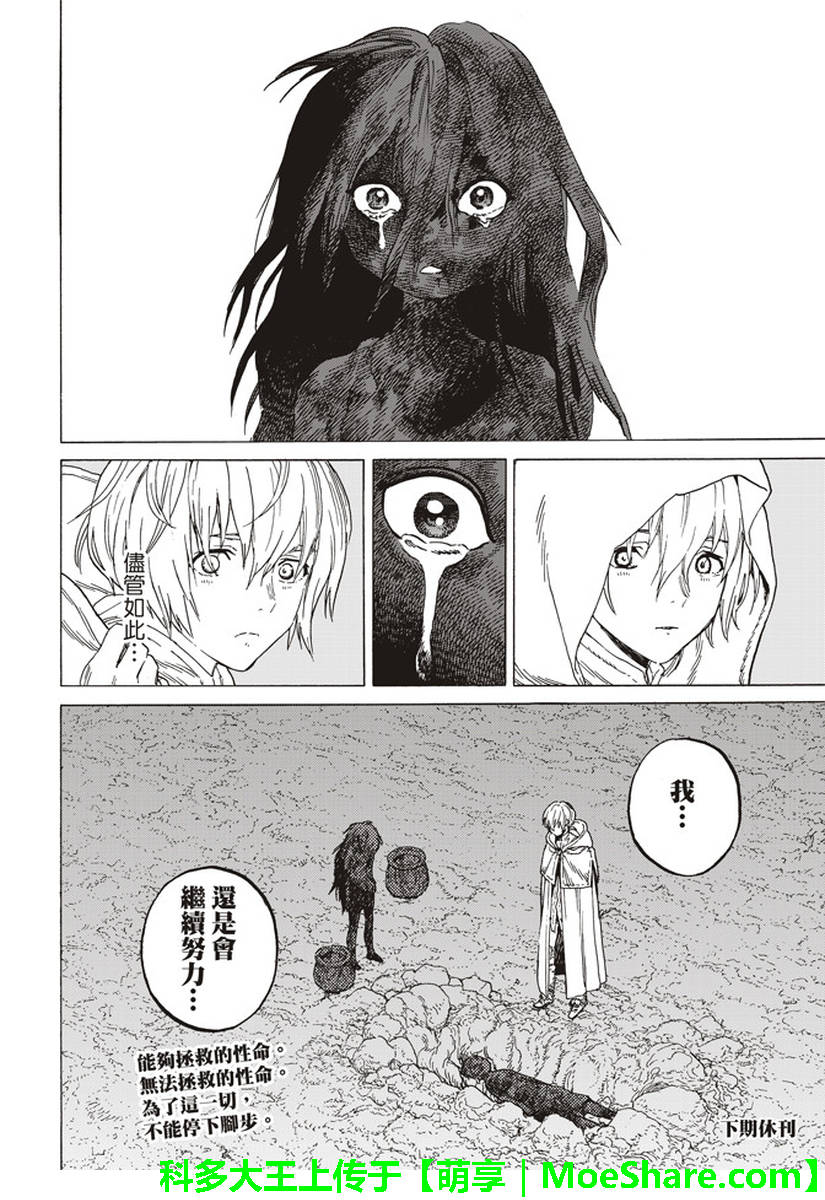 儘管如此…
我…
還是會
繼續努力…
能夠拯救的性命。
無法拯救的性命。
為了這一切，
不能停下腳步。
下期休刊
科多大王上传于【萌享｜MoeShare.com】